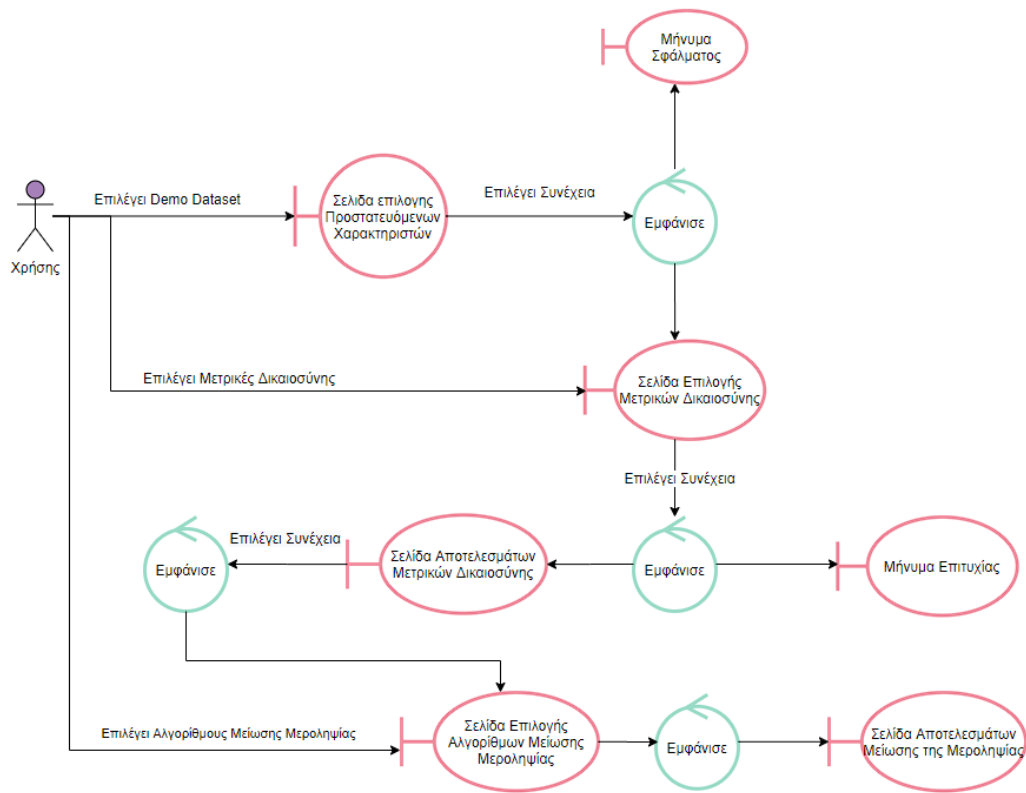 Μήνυμα
Σφάλματος
Επιλέγει Demo Dataset
Σελιδα επιλογης
Προστατευόμενων
Χαρακτηριστών
Επιλέγει Συνέχεια
Εμφάνισε
Χρήσης
Επιλέγει Μετρικές Δικαιοσύνης
Σελίδα Επιλογής
Μετρικών Δικαιοσύνης
Επιλέγει Συνέχεια
Εμφάνισε
Επιλέγει Συνέχεια
Σελίδα Αποτελεσμάτων
Μετρικών Δικαιοσύνης
Εμφάνισε
Μήνυμα Επιτυχίας
Επιλέγει Αλγορίθμους Μείωσης Μεροληψίας
Σελίδα Επιλογής
Αλγορίθμων Μείωσης
Μεροληψίας
Εμφάνισε
Σελίδα Αποτελεσμάτων
Μείωσης της Μεροληψίας